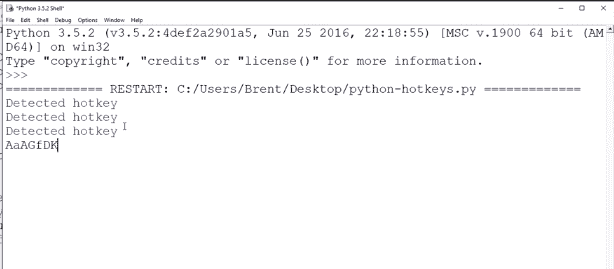 *Python 3.5.2 Shell*
File Edit Shell Debug Options Window Help
Python 3.5.2 (v3.5.2:4def2a2901a5, Jun 25 2016, 22:18:55) [MSC v.1900 64 bit (AM
D64)] on win32
Type "copyright", "credits" or "license()" for more information.
>>>
============= RESTART: C:/Users/Brent/Desktop/python-hotkeys.py =============
Detected hotkey
Detected hotkey
Detected hotkey
AaAGfDK